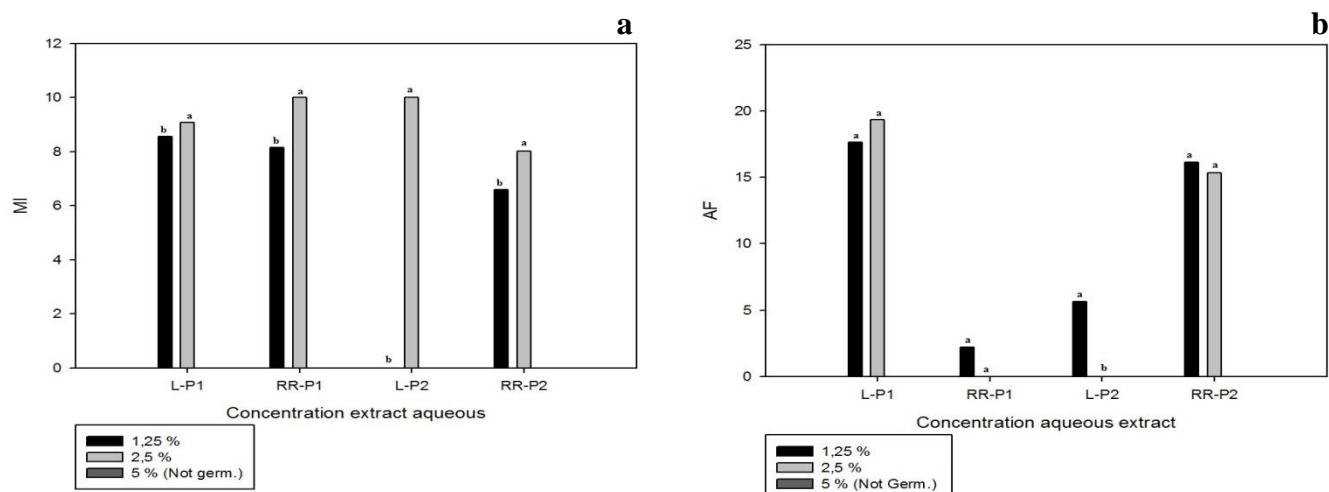 a
12
10
8
6
4
2
0
MI
b a
b a
b a
b a
L-P1 RR-P1 L-P2 RR-P2
Concentration extract aqueous
1,25 %
2,5 %
5 % (Not germ.)
b
25
20
15
10
5
0
AF
a a
a a
a b
a a
L-P1 RR-P1 L-P2 RR-P2
Concentration aqueous extract
1,25 %
2,5 %
5 % (Not Germ.)